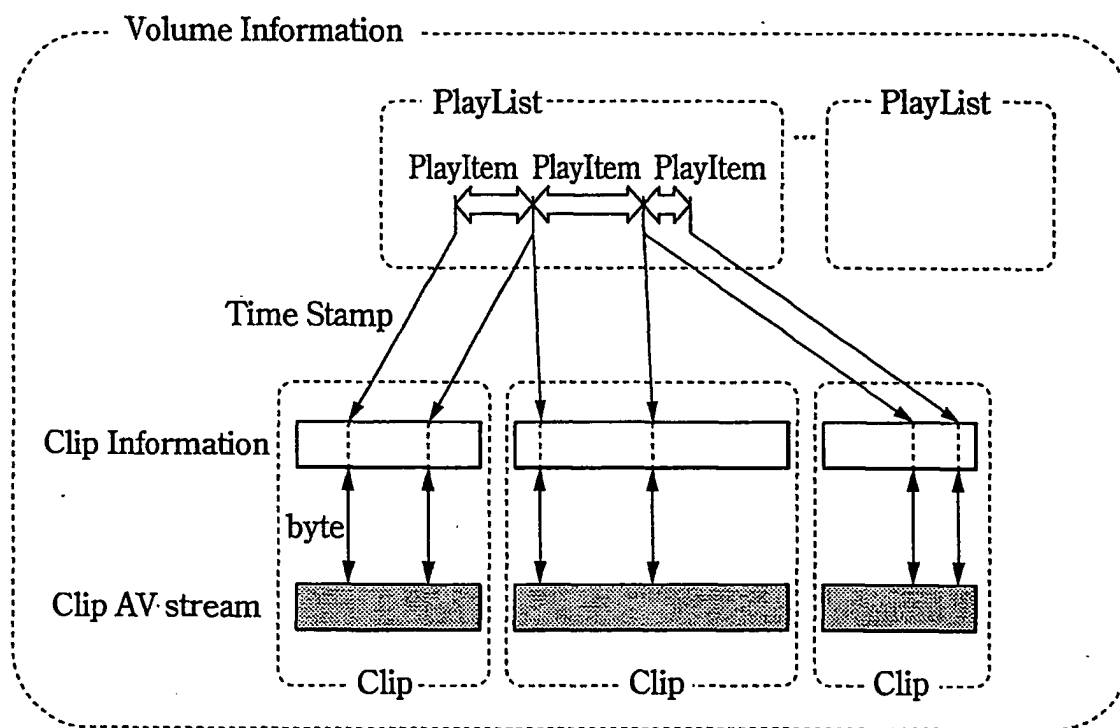 Volume Information
PlayList
...
PlayList
PlayItem PlayItem PlayItem
Time Stamp
Clip Information
byte
Clip AV stream
Clip
Clip
Clip